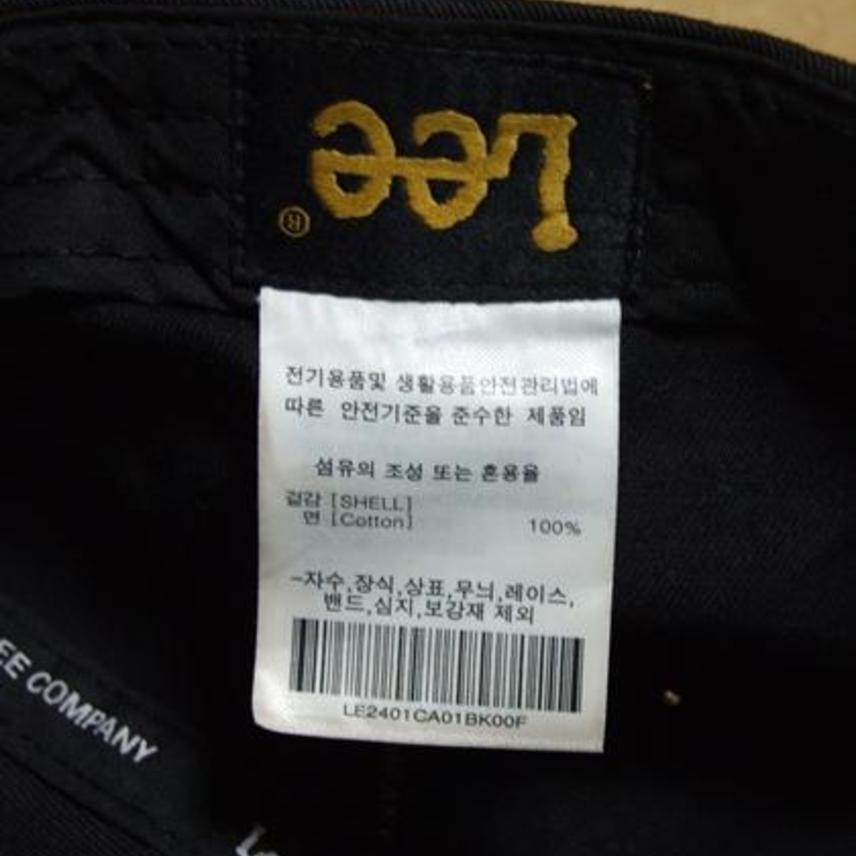 Lee
®
전기용품및 생활용품안전관리법에
따른 안전기준을 준수한 제품임
섬유의 조성 또는 혼용율
겉감 [SHELL]
면 [Cotton] 100%
-자수,장식,상표,무늬,레이스,
밴드,심지,보강재 제외
LE2401CA01BK00F
EE COMPANY